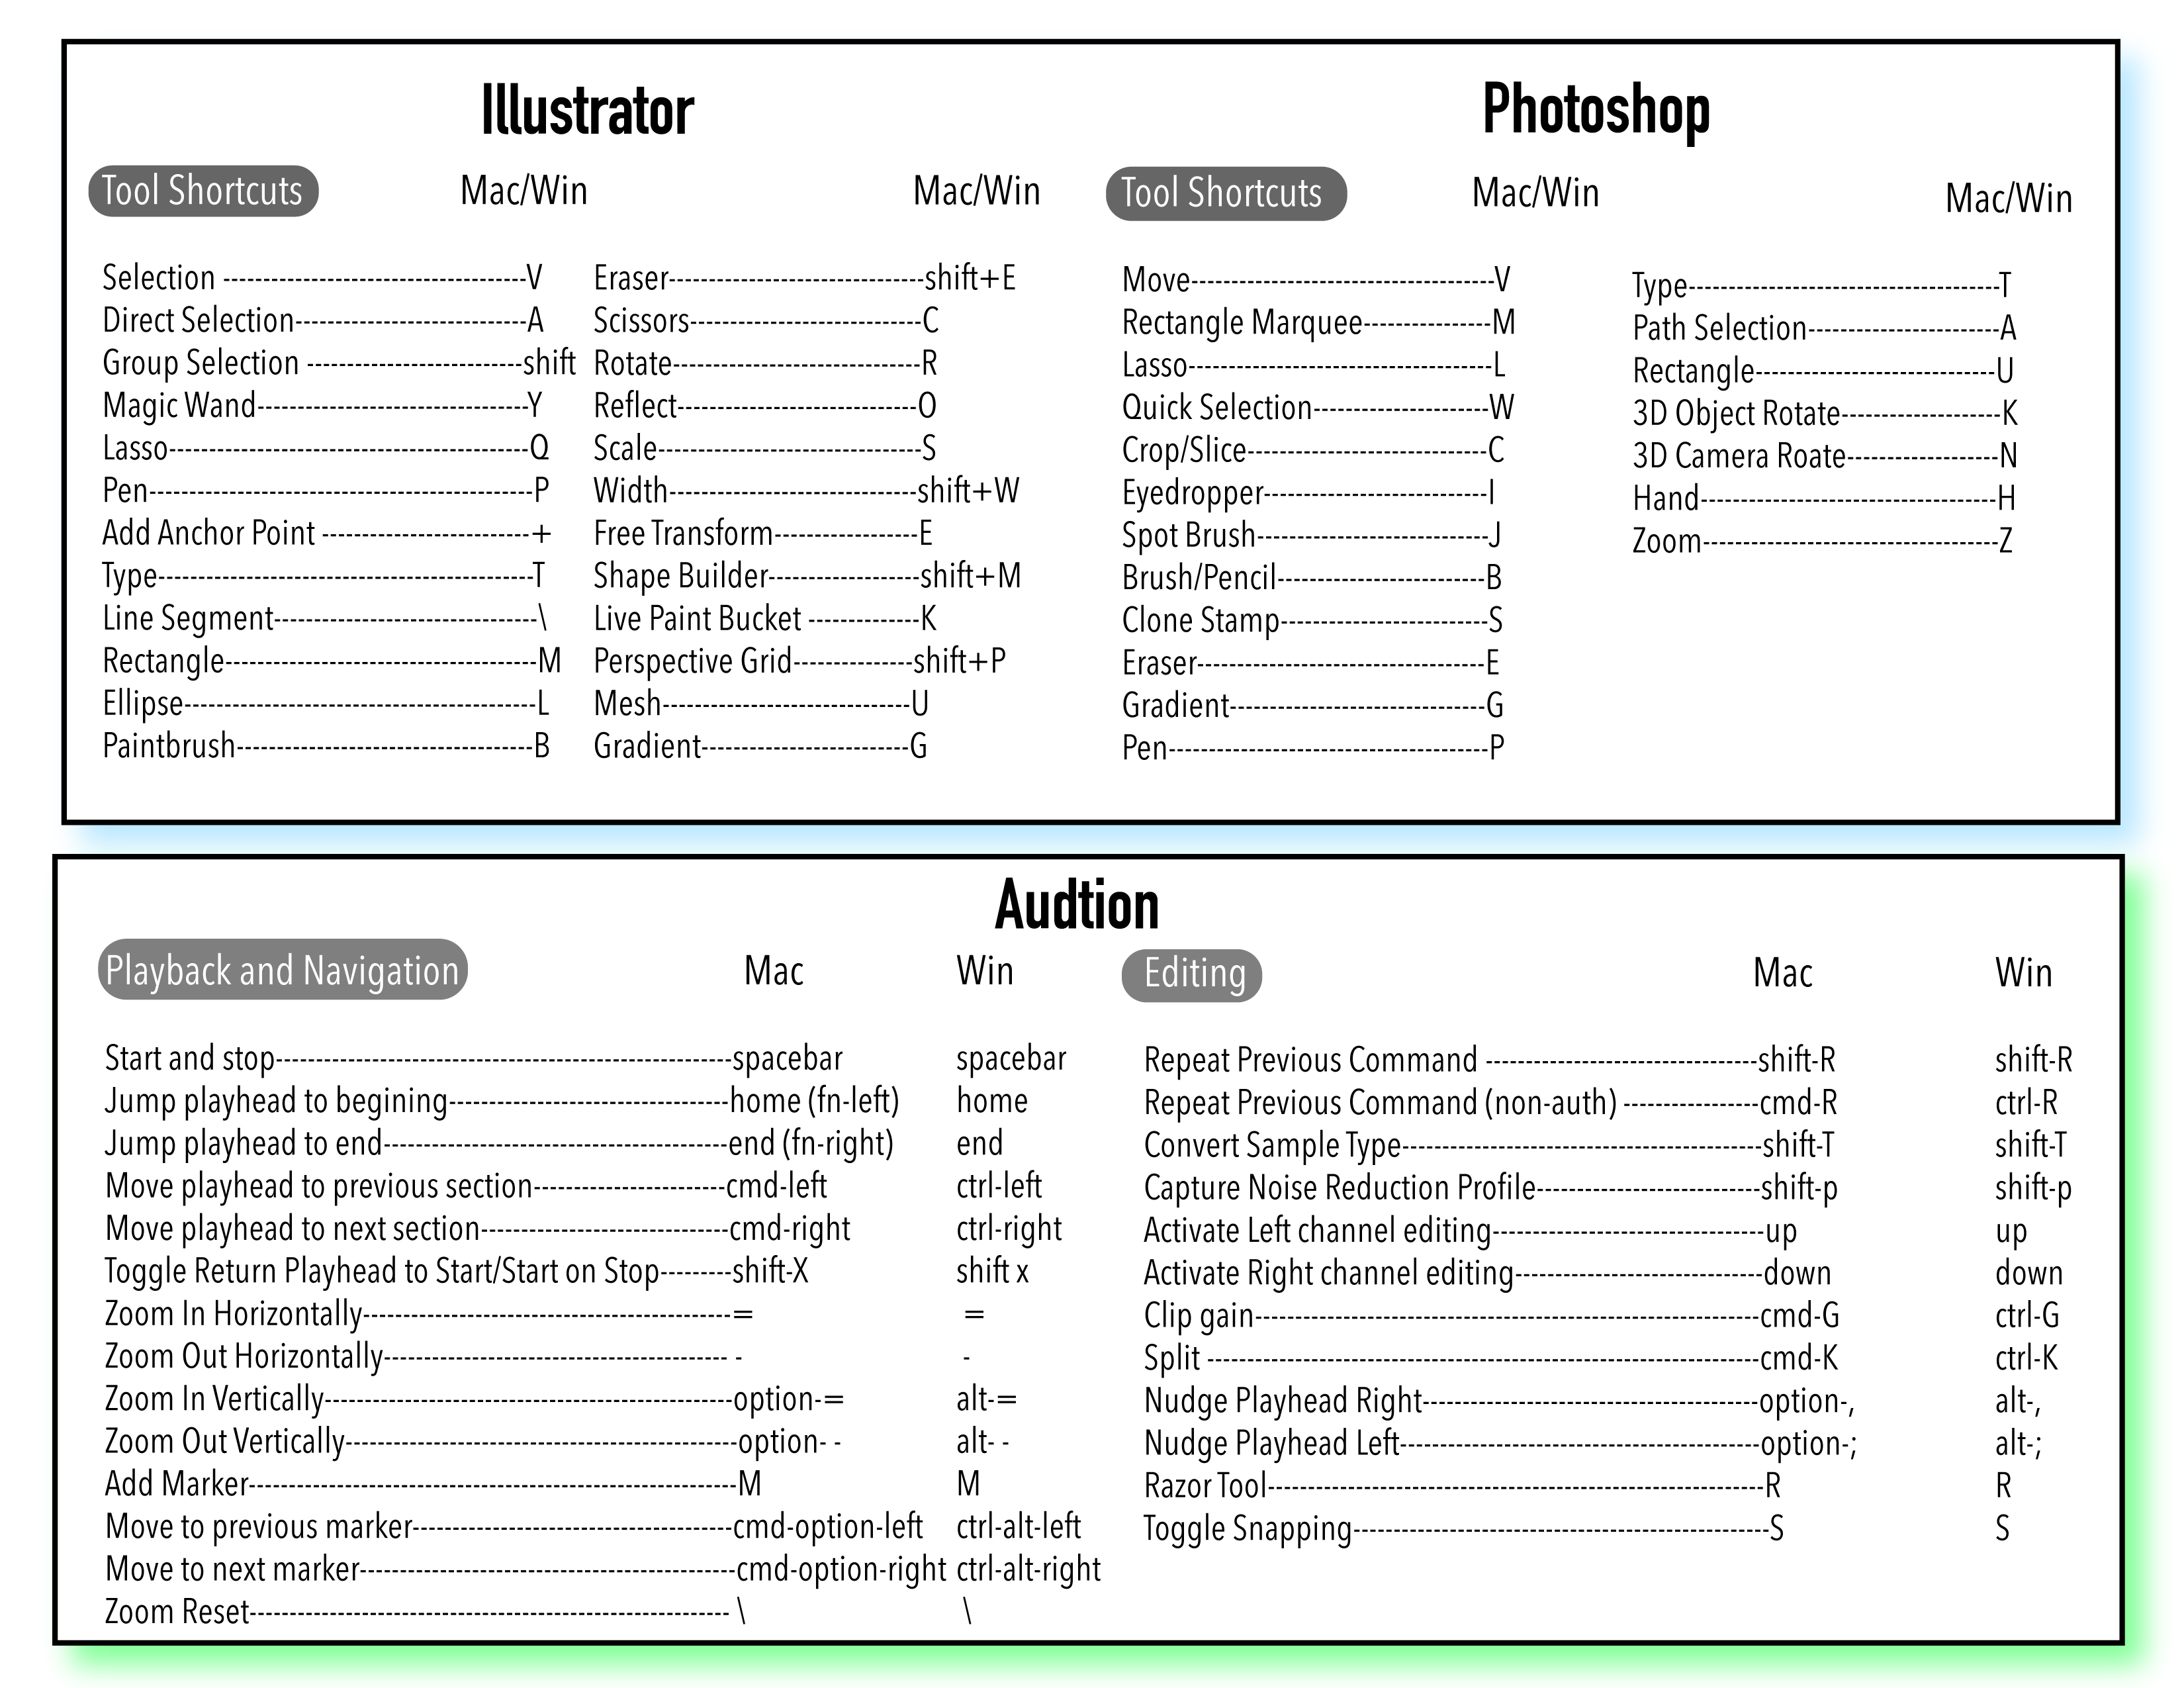 Illustrator
Tool Shortcuts Mac/Win Mac/Win
Selection ---------------------------------------V
Direct Selection-----------------------------A
Group Selection ---------------------------shift
Magic Wand----------------------------------Y
Lasso---------------------------------------------Q
Pen------------------------------------------------P
Add Anchor Point --------------------------+
Type-----------------------------------------------T
Line Segment---------------------------------\
Rectangle---------------------------------------M
Ellipse--------------------------------------------L
Paintbrush-------------------------------------B
Eraser--------------------------------shift+E
Scissors-----------------------------C
Rotate-------------------------------R
Reflect------------------------------O
Scale---------------------------------S
Width-------------------------------shift+W
Free Transform------------------E
Shape Builder-------------------shift+M
Live Paint Bucket --------------K
Perspective Grid---------------shift+P
Mesh-------------------------------U
Gradient--------------------------G
Photoshop
Tool Shortcuts Mac/Win Mac/Win
Move--------------------------------------V
Rectangle Marquee----------------M
Lasso--------------------------------------L
Quick Selection----------------------W
Crop/Slice------------------------------C
Eyedropper----------------------------I
Spot Brush-----------------------------J
Brush/Pencil--------------------------B
Clone Stamp--------------------------S
Eraser------------------------------------E
Gradient--------------------------------G
Pen----------------------------------------P
Type---------------------------------------T
Path Selection------------------------A
Rectangle------------------------------U
3D Object Rotate--------------------K
3D Camera Roate-------------------N
Hand-------------------------------------H
Zoom-------------------------------------Z
Audtion
Playback and Navigation Mac Win
Start and stop---------------------------------------------------------spacebar spacebar
Jump playhead to begining-----------------------------------home (fn-left) home
Jump playhead to end-------------------------------------------end (fn-right) end
Move playhead to previous section------------------------cmd-left ctrl-left
Move playhead to next section-------------------------------cmd-right ctrl-right
Toggle Return Playhead to Start/Start on Stop---------shift-X shift x
Zoom In Horizontally----------------------------------------------= =
Zoom Out Horizontally------------------------------------------- - -
Zoom In Vertically---------------------------------------------------option-= alt-=
Zoom Out Vertically-------------------------------------------------option- - alt- -
Add Marker-------------------------------------------------------------M M
Move to previous marker----------------------------------------cmd-option-left ctrl-alt-left
Move to next marker-----------------------------------------------cmd-option-right ctrl-alt-right
Zoom Reset------------------------------------------------------------ \ \
Editing Mac Win
Repeat Previous Command ----------------------------------shift-R shift-R
Repeat Previous Command (non-auth) -----------------cmd-R ctrl-R
Convert Sample Type---------------------------------------------shift-T shift-T
Capture Noise Reduction Profile----------------------------shift-p shift-p
Activate Left channel editing----------------------------------up up
Activate Right channel editing-------------------------------down down
Clip gain---------------------------------------------------------------cmd-G ctrl-G
Split ---------------------------------------------------------------------cmd-K ctrl-K
Nudge Playhead Right------------------------------------------option-, alt-,
Nudge Playhead Left---------------------------------------------option-; alt-;
Razor Tool--------------------------------------------------------------R R
Toggle Snapping----------------------------------------------------S S